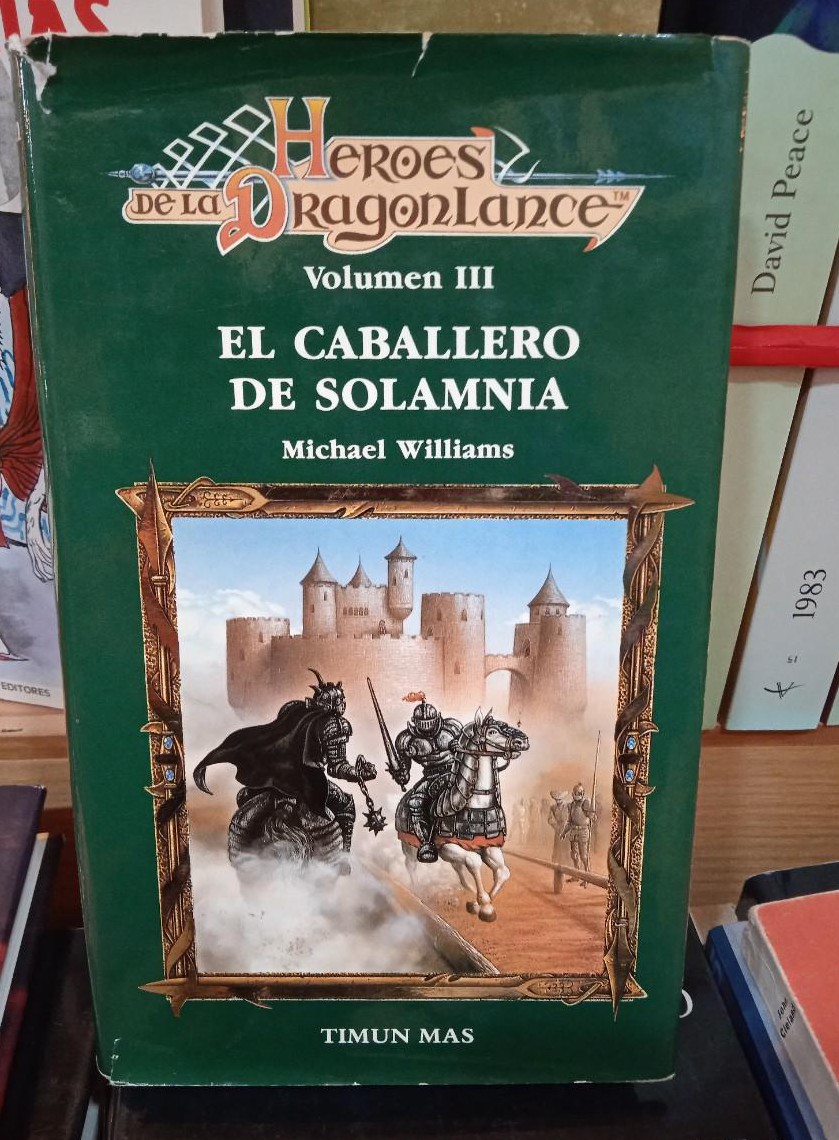 HEROES
DE LA DRAGONLANCE™
Volumen III
EL CABALLERO
DE SOLAMNIA
Michael Williams
TIMUN MAS
David Peace
1983
EDITORES